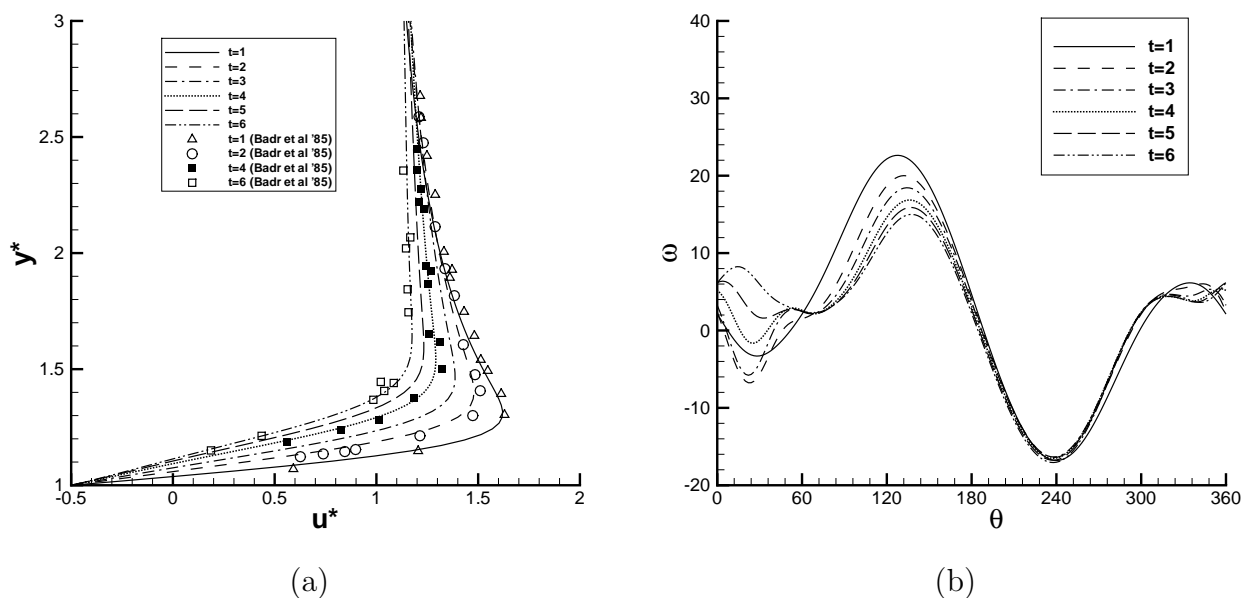 3
2.5
2
1.5
1
-0.5
0
0.5
1
1.5
2
u*
y*
t=1
t=2
t=3
t=4
t=5
t=6
t=1 (Badr et al '85)
t=2 (Badr et al '85)
t=4 (Badr et al '85)
t=6 (Badr et al '85)
(a)
40
30
20
10
0
-10
-20
0
60
120
180
240
300
360
θ
ω
t=1
t=2
t=3
t=4
t=5
t=6
(b)